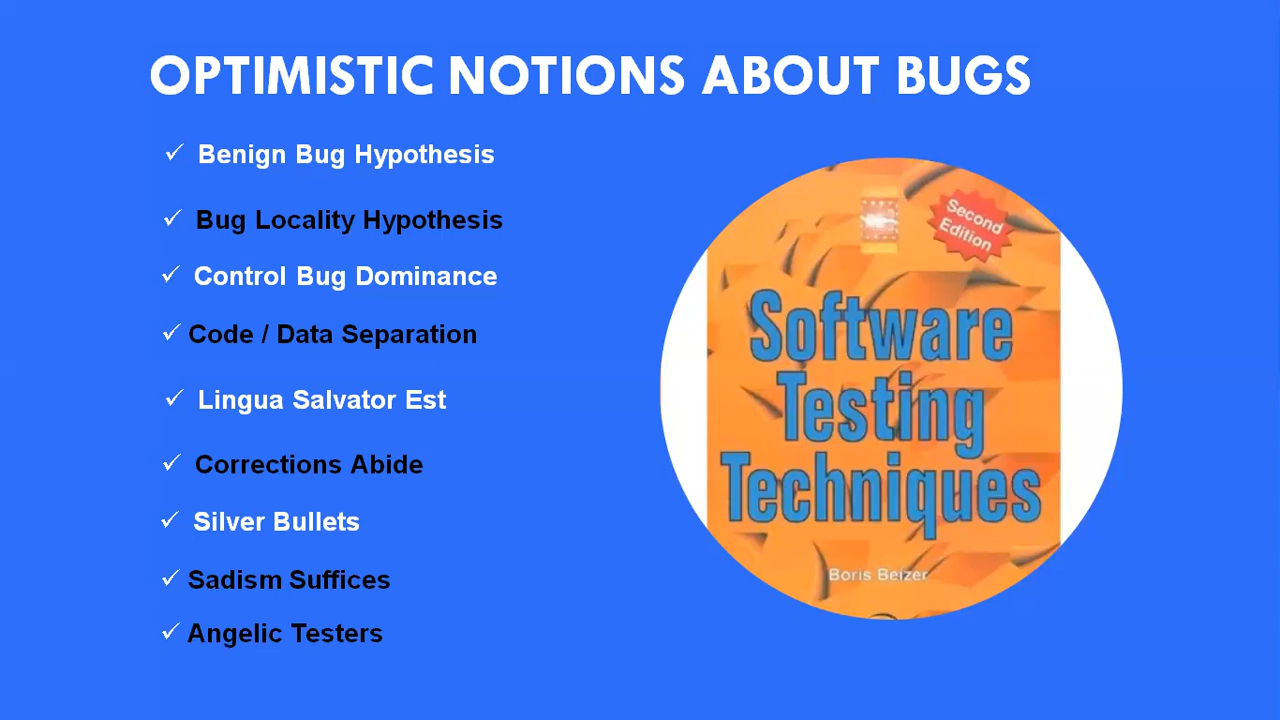 OPTIMISTIC NOTIONS ABOUT BUGS
Benign Bug Hypothesis
Bug Locality Hypothesis
Control Bug Dominance
Code / Data Separation
Lingua Salvator Est
Corrections Abide
Silver Bullets
Sadism Suffices
Angelic Testers
Second
Edition
Software
Testing
Techniques
Boris Beizer